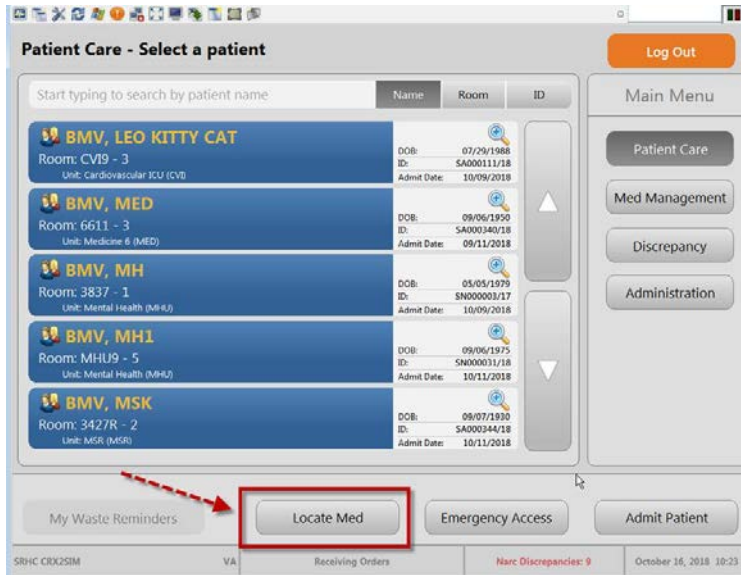 Patient Care - Select a patient
Log Out
Start typing to search by patient name
Name Room ID
Main Menu
BMV, LEO KITTY CAT
Room: CVI9 - 3
Unit: Cardiovascular ICU (CVI)
DOB: 07/29/1988
ID: SA000111/18
Admit Date: 10/09/2018
BMV, MED
Room: 6611 - 3
Unit: Medicine 6 (MED)
DOB: 09/06/1950
ID: SA000340/18
Admit Date: 09/11/2018
BMV, MH
Room: 3837 - 1
Unit: Mental Health (MHU)
DOB: 05/05/1979
ID: SN000003/17
Admit Date: 10/09/2018
BMV, MH1
Room: MHU9 - 5
Unit: Mental Health (MHU)
DOB: 09/06/1975
ID: SN000031/18
Admit Date: 10/11/2018
BMV, MSK
Room: 3427R - 2
Unit: MSR (MSR)
DOB: 09/07/1930
ID: SA000344/18
Admit Date: 10/11/2018
Patient Care
Med Management
Discrepancy
Administration
My Waste Reminders
Locate Med
Emergency Access
Admit Patient
SRHC CRX2SIM VA Receiving Orders Narc Discrepancies: 9 October 16, 2018 10:23